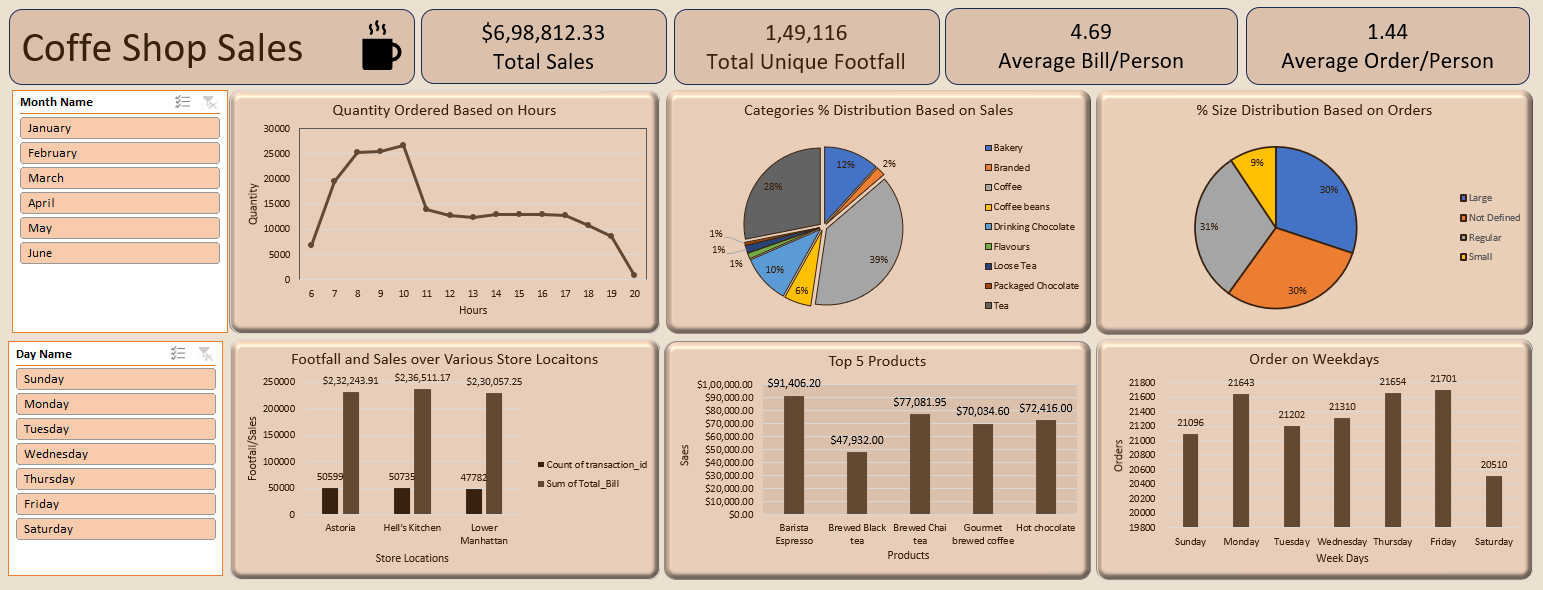 Coffe Shop Sales
$6,98,812.33
Total Sales
1,49,116
Total Unique Footfall
4.69
Average Bill/Person
1.44
Average Order/Person
Month Name
January
February
March
April
May
June
Quantity Ordered Based on Hours
30000
25000
20000
15000
10000
5000
0
Quantity
6 7 8 9 10 11 12 13 14 15 16 17 18 19 20
Hours
Categories % Distribution Based on Sales
12%
2%
39%
6%
10%
1%
1%
1%
28%
Bakery
Branded
Coffee
Coffee beans
Drinking Chocolate
Flavours
Loose Tea
Packaged Chocolate
Tea
% Size Distribution Based on Orders
30%
30%
31%
9%
Large
Not Defined
Regular
Small
Day Name
Sunday
Monday
Tuesday
Wednesday
Thursday
Friday
Saturday
Footfall and Sales over Various Store Locaitons
250000
200000
150000
100000
50000
0
Footfall/Sales
$2,32,243.91 $2,36,511.17 $2,30,057.25
50599 50735 47782
Astoria Hell's Kitchen Lower
Manhattan
Store Locations
Count of transaction_id
Sum of Total_Bill
Top 5 Products
$1,00,000.00
$90,000.00
$80,000.00
$70,000.00
$60,000.00
$50,000.00
$40,000.00
$30,000.00
$20,000.00
$10,000.00
$0.00
Saes
$91,406.20
$47,932.00
$77,081.95
$70,034.60
$72,416.00
Barista Brewed Black Brewed Chai Gourmet Hot chocolate
Espresso tea tea brewed coffee
Products
Order on Weekdays
21800
21600
21400
21200
21000
20800
20600
20400
20200
20000
19800
Orders
21096
21643
21202
21310
21654
21701
20510
Sunday Monday Tuesday Wednesday Thursday Friday Saturday
Week Days